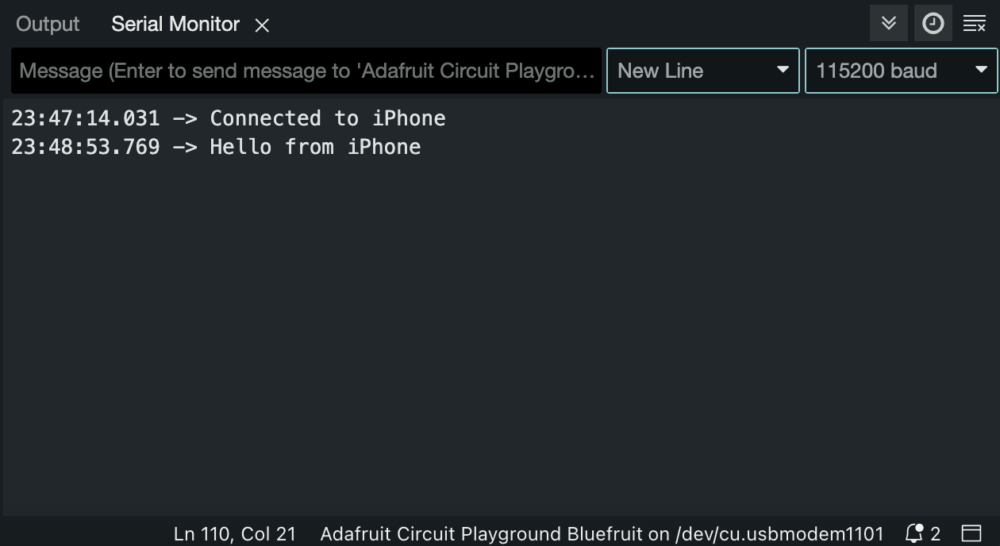 Output Serial Monitor
Message (Enter to send message to 'Adafruit Circuit Playgro... New Line 115200 baud
23:47:14.031 -> Connected to iPhone
23:48:53.769 -> Hello from iPhone
Ln 110, Col 21 Adafruit Circuit Playground Bluefruit on /dev/cu.usbmodem1101 2